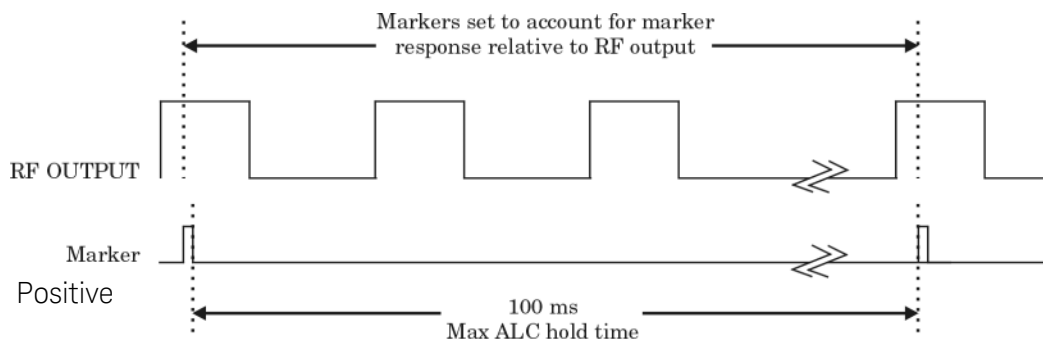 Markers set to account for marker
response relative to RF output
RF OUTPUT
Marker
Positive
100 ms
Max ALC hold time